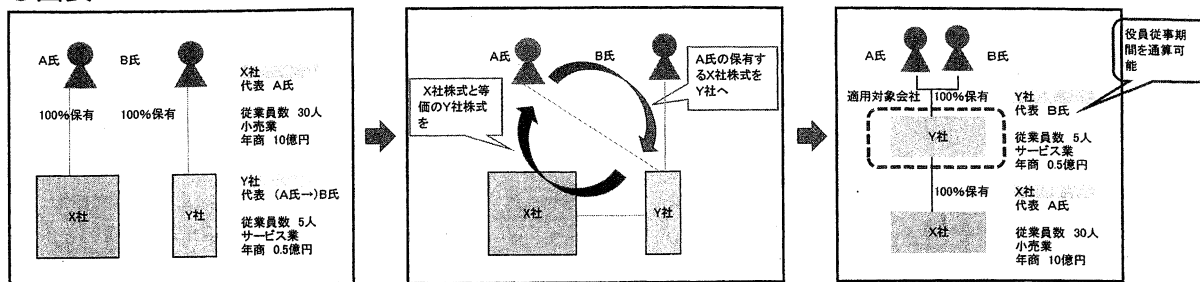 A氏
B氏
100%保有
100%保有
X社
代表 A氏
従業員数 30人
小売業
年商 10億円
Y社
代表 (A氏→)B氏
従業員数 5人
サービス業
年商 0.5億円
X社
Y社
A氏
B氏
X社株式と等
価のY社株式
を
A氏の保有す
るX社株式を
Y社へ
X社
Y社
A氏
B氏
役員従事期
間を通算可
能
適用対象会社
100%保有
Y社
代表 B氏
従業員数 5人
サービス業
年商 0.5億円
Y社
100%保有
X社
代表 A氏
従業員数 30人
小売業
年商 10億円
X社